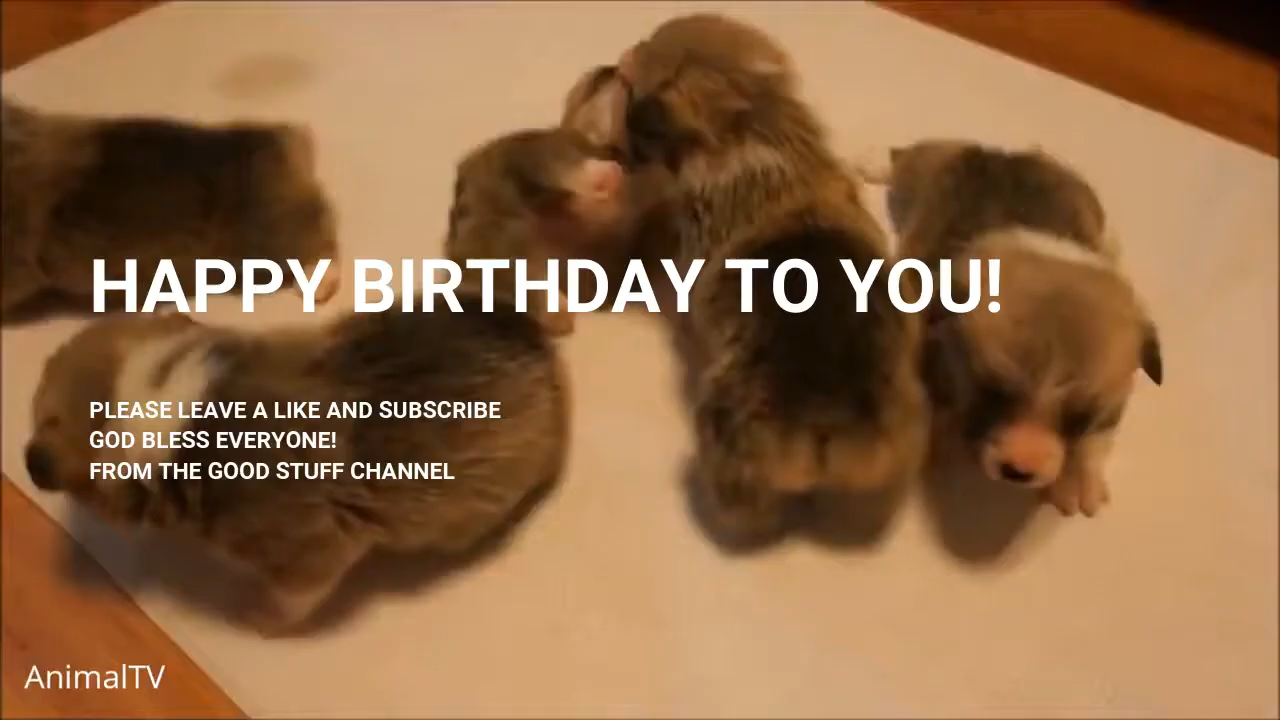 HAPPY BIRTHDAY TO YOU!
PLEASE LEAVE A LIKE AND SUBSCRIBE
GOD BLESS EVERYONE!
FROM THE GOOD STUFF CHANNEL
AnimalTV